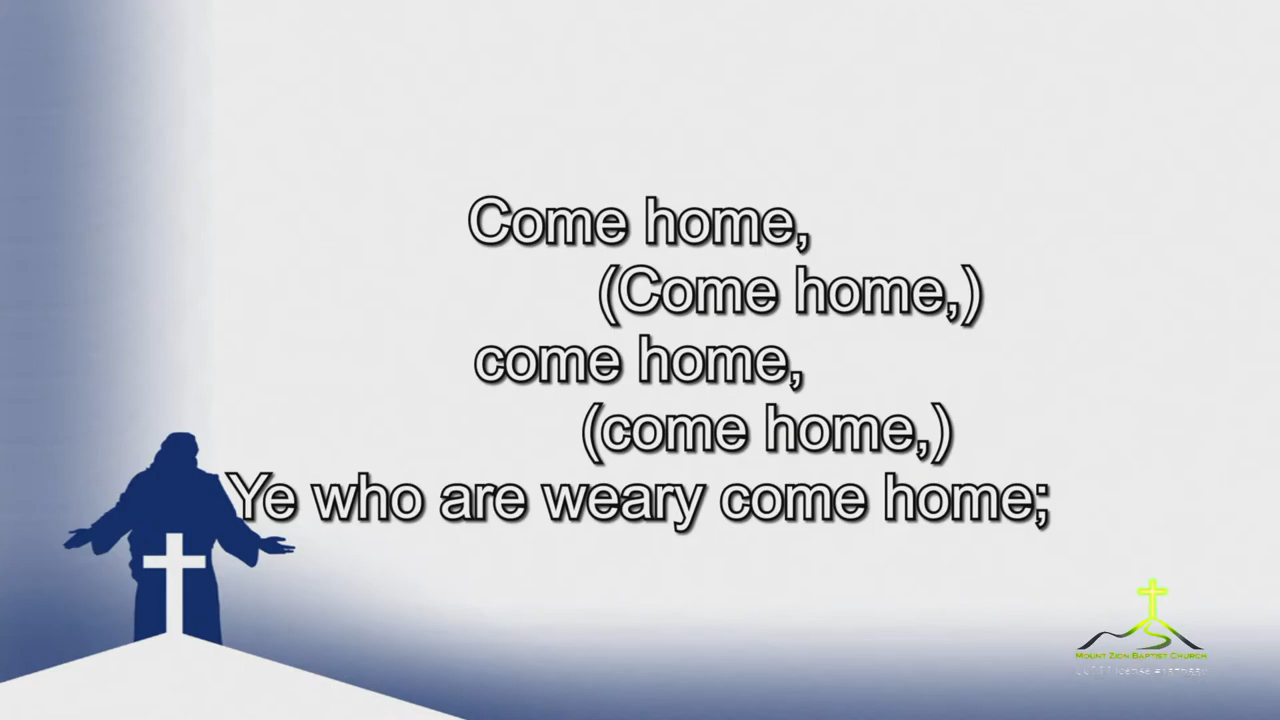 Come home,
(Come home,)
come home,
(come home,)
Ye who are weary come home;
MOUNT ZION BAPTIST CHURCH